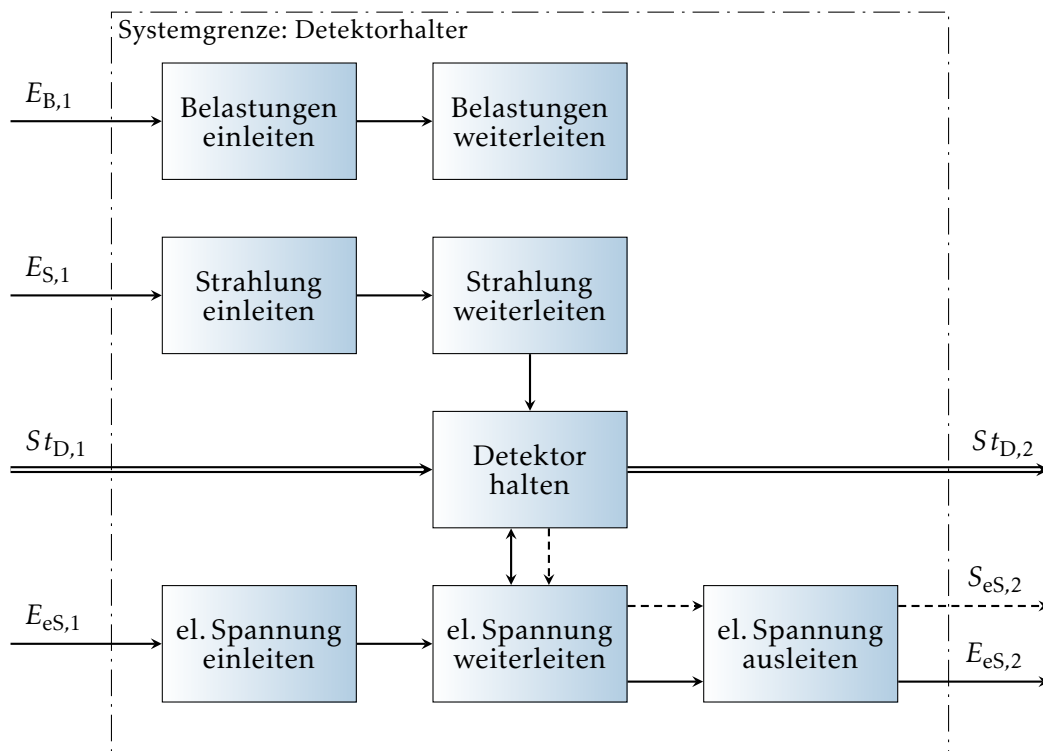 Systemgrenze: Detektorhalter
E_B,1
Belastungen
einleiten
Belastungen
weiterleiten
E_S,1
Strahlung
einleiten
Strahlung
weiterleiten
St_D,1
Detektor
halten
St_D,2
E_eS,1
el. Spannung
einleiten
el. Spannung
weiterleiten
el. Spannung
ausleiten
S_eS,2
E_eS,2